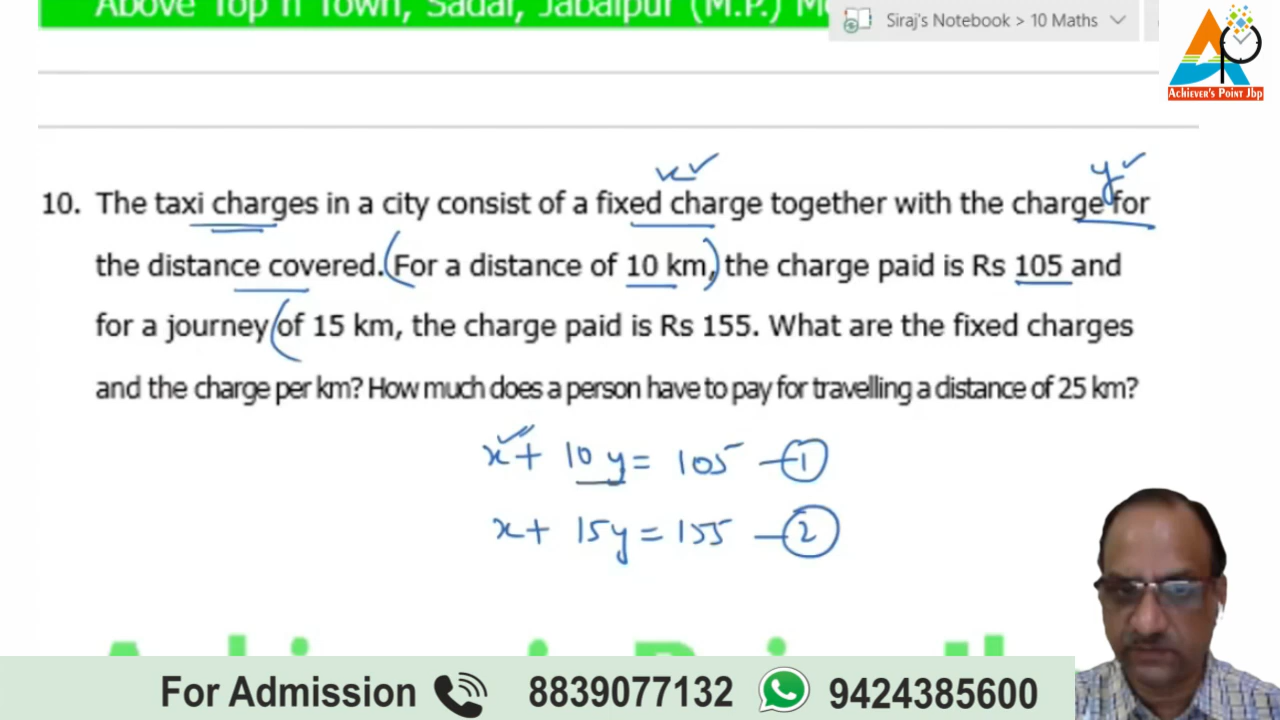 Above Top n Town, Sadar, Jabalpur (M.P.)
Siraj's Notebook > 10 Maths
ACHIEVER'S POINT Jbp
x
y
10. The taxi charges in a city consist of a fixed charge together with the charge for
the distance covered. (For a distance of 10 km,) the charge paid is Rs 105 and
for a journey (of 15 km, the charge paid is Rs 155. What are the fixed charges
and the charge per km? How much does a person have to pay for travelling a distance of 25 km?
x + 10y = 105 — 1
x + 15y = 155 — 2
For Admission 8839077132 9424385600